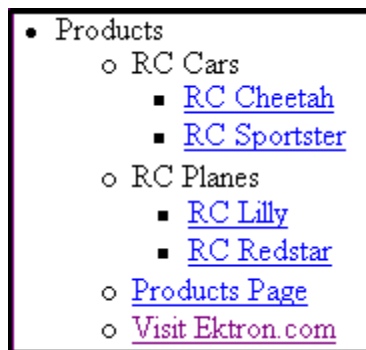 Products
RC Cars
RC Cheetah
RC Sportster
RC Planes
RC Lilly
RC Redstar
Products Page
Visit Ektron.com